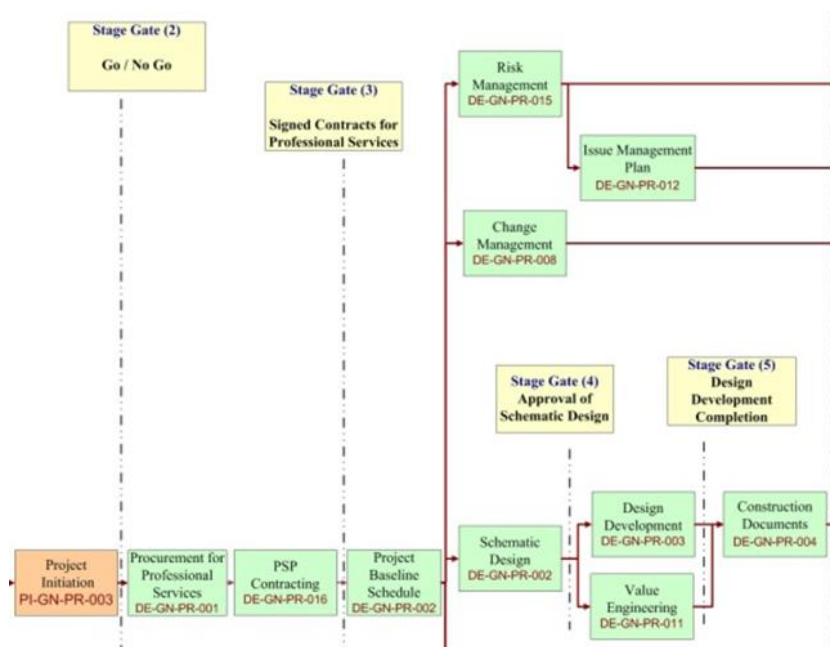 Stage Gate (2)
Go / No Go
Stage Gate (3)
Signed Contracts for
Professional Services
Risk
Management
DE-GN-PR-015
Issue Management
Plan
DE-GN-PR-012
Change
Management
DE-GN-PR-008
Stage Gate (4)
Approval of
Schematic Design
Stage Gate (5)
Design
Development
Completion
Project
Initiation
PI-GN-PR-003
Procurement for
Professional
Services
DE-GN-PR-001
PSP
Contracting
DE-GN-PR-016
Project
Baseline
Schedule
DE-GN-PR-002
Schematic
Design
DE-GN-PR-002
Design
Development
DE-GN-PR-003
Value
Engineering
DE-GN-PR-011
Construction
Documents
DE-GN-PR-004